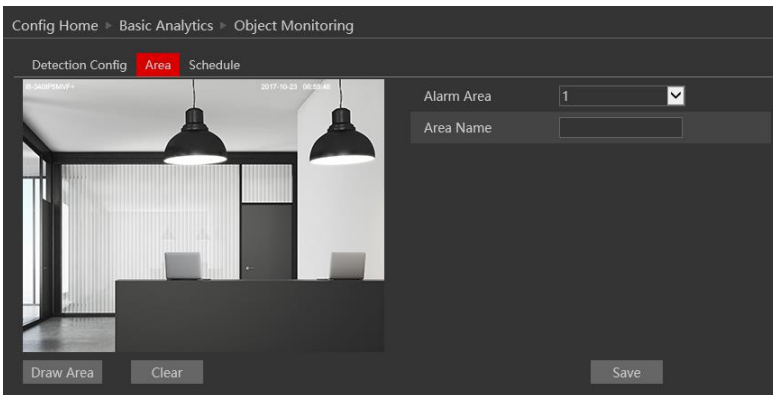 Config Home ▶ Basic Analytics ▶ Object Monitoring
Detection Config Area Schedule
2017-10-23
Alarm Area 1
Area Name
Draw Area Clear Save